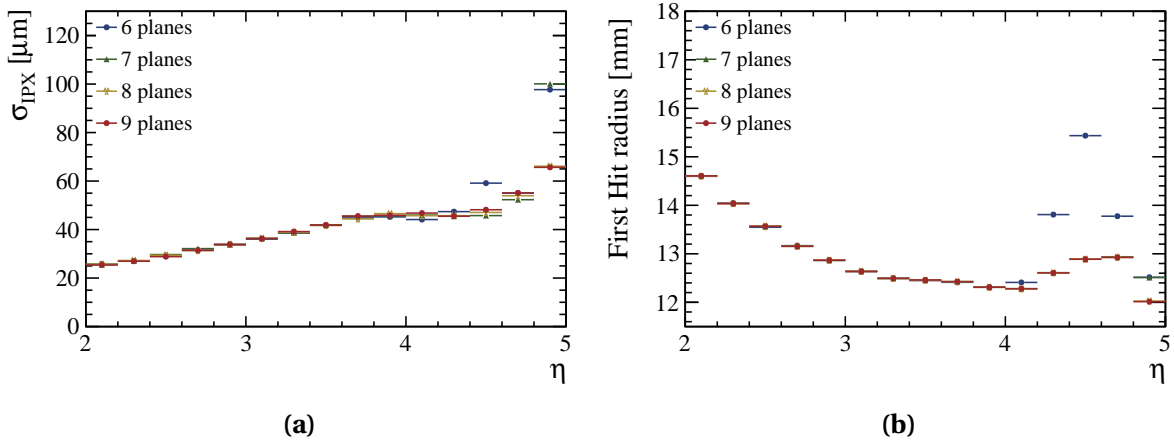 σIPX [μm]
120
100
80
60
40
20
0
6 planes
7 planes
8 planes
9 planes
2
3
4
5
η
(a)
First Hit radius [mm]
18
17
16
15
14
13
12
6 planes
7 planes
8 planes
9 planes
2
3
4
5
η
(b)